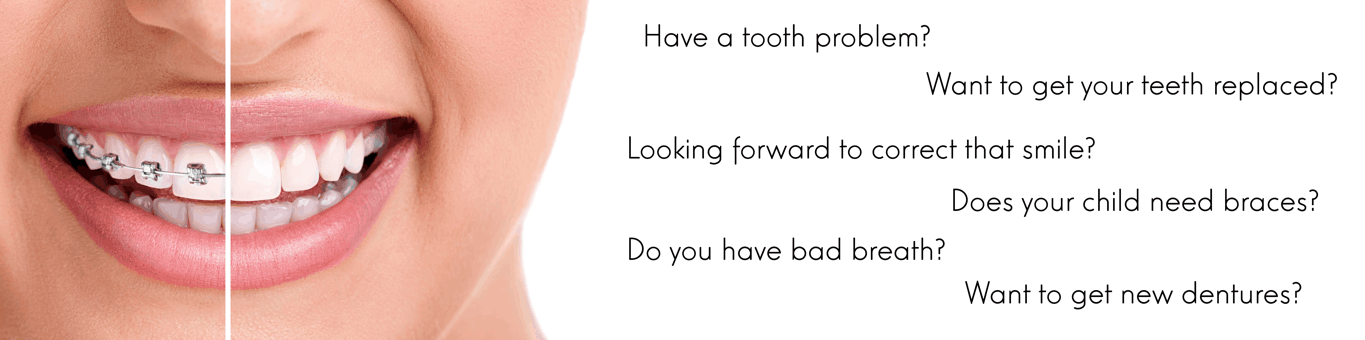 Have a tooth problem?
Want to get your teeth replaced?
Looking forward to correct that smile?
Does your child need braces?
Do you have bad breath?
Want to get new dentures?